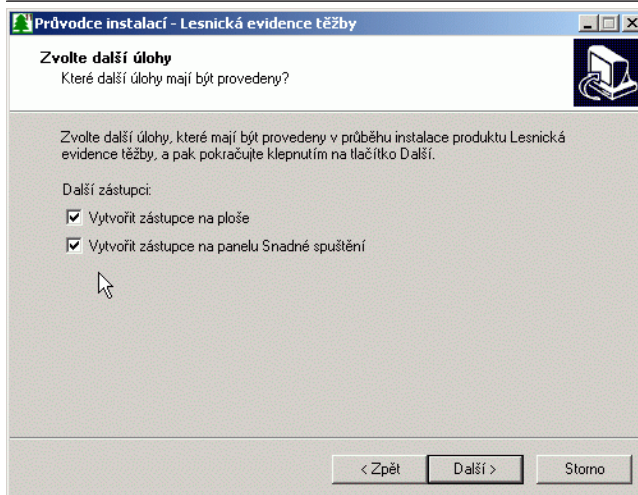 Průvodce instalací - Lesnická evidence těžby
Zvolte další úlohy
Které další úlohy mají být provedeny?
Zvolte další úlohy, které mají být provedeny v průběhu instalace produktu Lesnická
evidence těžby, a pak pokračujte klepnutím na tlačítko Další.
Další zástupci:
Vytvořit zástupce na ploše
Vytvořit zástupce na panelu Snadné spuštění
< Zpět
Další >
Storno